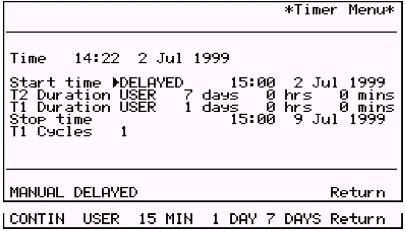 *Timer Menu*
Time 14:22 2 Jul 1999
Start time ▶DELAYED 15:00 2 Jul 1999
T2 Duration USER 7 days 0 hrs 0 mins
T1 Duration USER 1 days 0 hrs 0 mins
Stop time 15:00 9 Jul 1999
T1 Cycles 1
MANUAL DELAYED Return
CONTIN USER 15 MIN 1 DAY 7 DAYS Return